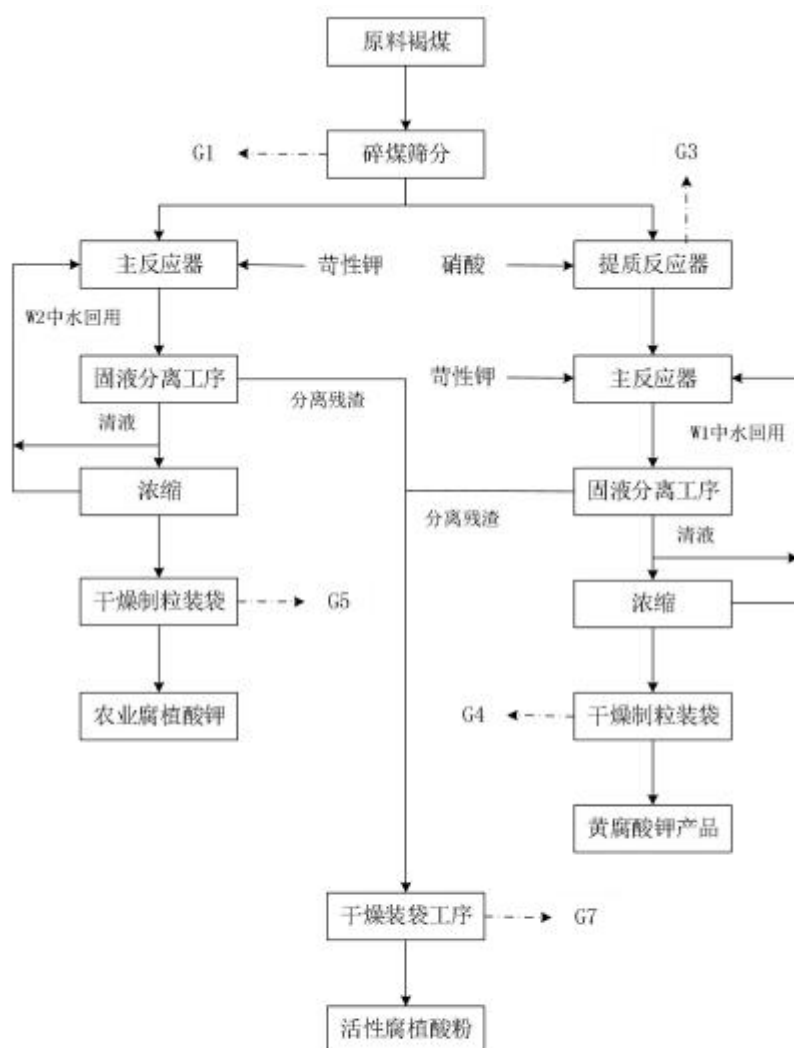 原料褐煤
G1
碎煤筛分
G3
主反应器
苛性钾
硝酸
提质反应器
W2中水回用
固液分离工序
分离残渣
苛性钾
主反应器
清液
W1中水回用
浓缩
分离残渣
固液分离工序
清液
干燥制粒装袋
G5
浓缩
农业腐植酸钾
G4
干燥制粒装袋
黄腐酸钾产品
干燥装袋工序
G7
活性腐植酸粉